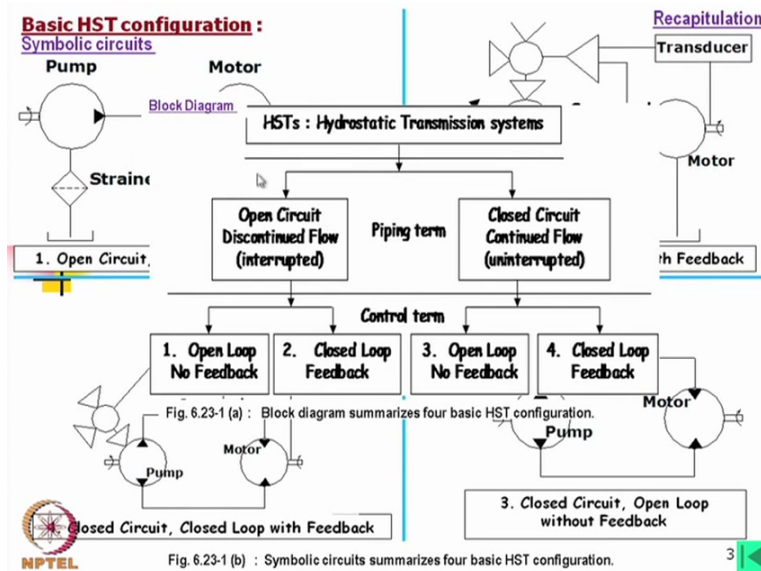 Basic HST configuration :
Recapitulation
Symbolic circuits
Pump
Motor
Transducer
Block Diagram
HSTs : Hydrostatic Transmission systems
Motor
Open Circuit
Discontinued Flow
(interrupted)
Piping term
Closed Circuit
Continued Flow
(uninterrupted)
1. Open Circuit,
Feedback
Control term
1. Open Loop
No Feedback
2. Closed Loop
Feedback
3. Open Loop
No Feedback
4. Closed Loop
Feedback
Fig. 6.23-1 (a) : Block diagram summarizes four basic HST configuration.
Motor
Pump
Motor
Pump
Closed Circuit, Closed Loop with Feedback
3. Closed Circuit, Open Loop
without Feedback
NPTEL
Fig. 6.23-1 (b) : Symbolic circuits summarizes four basic HST configuration.
3